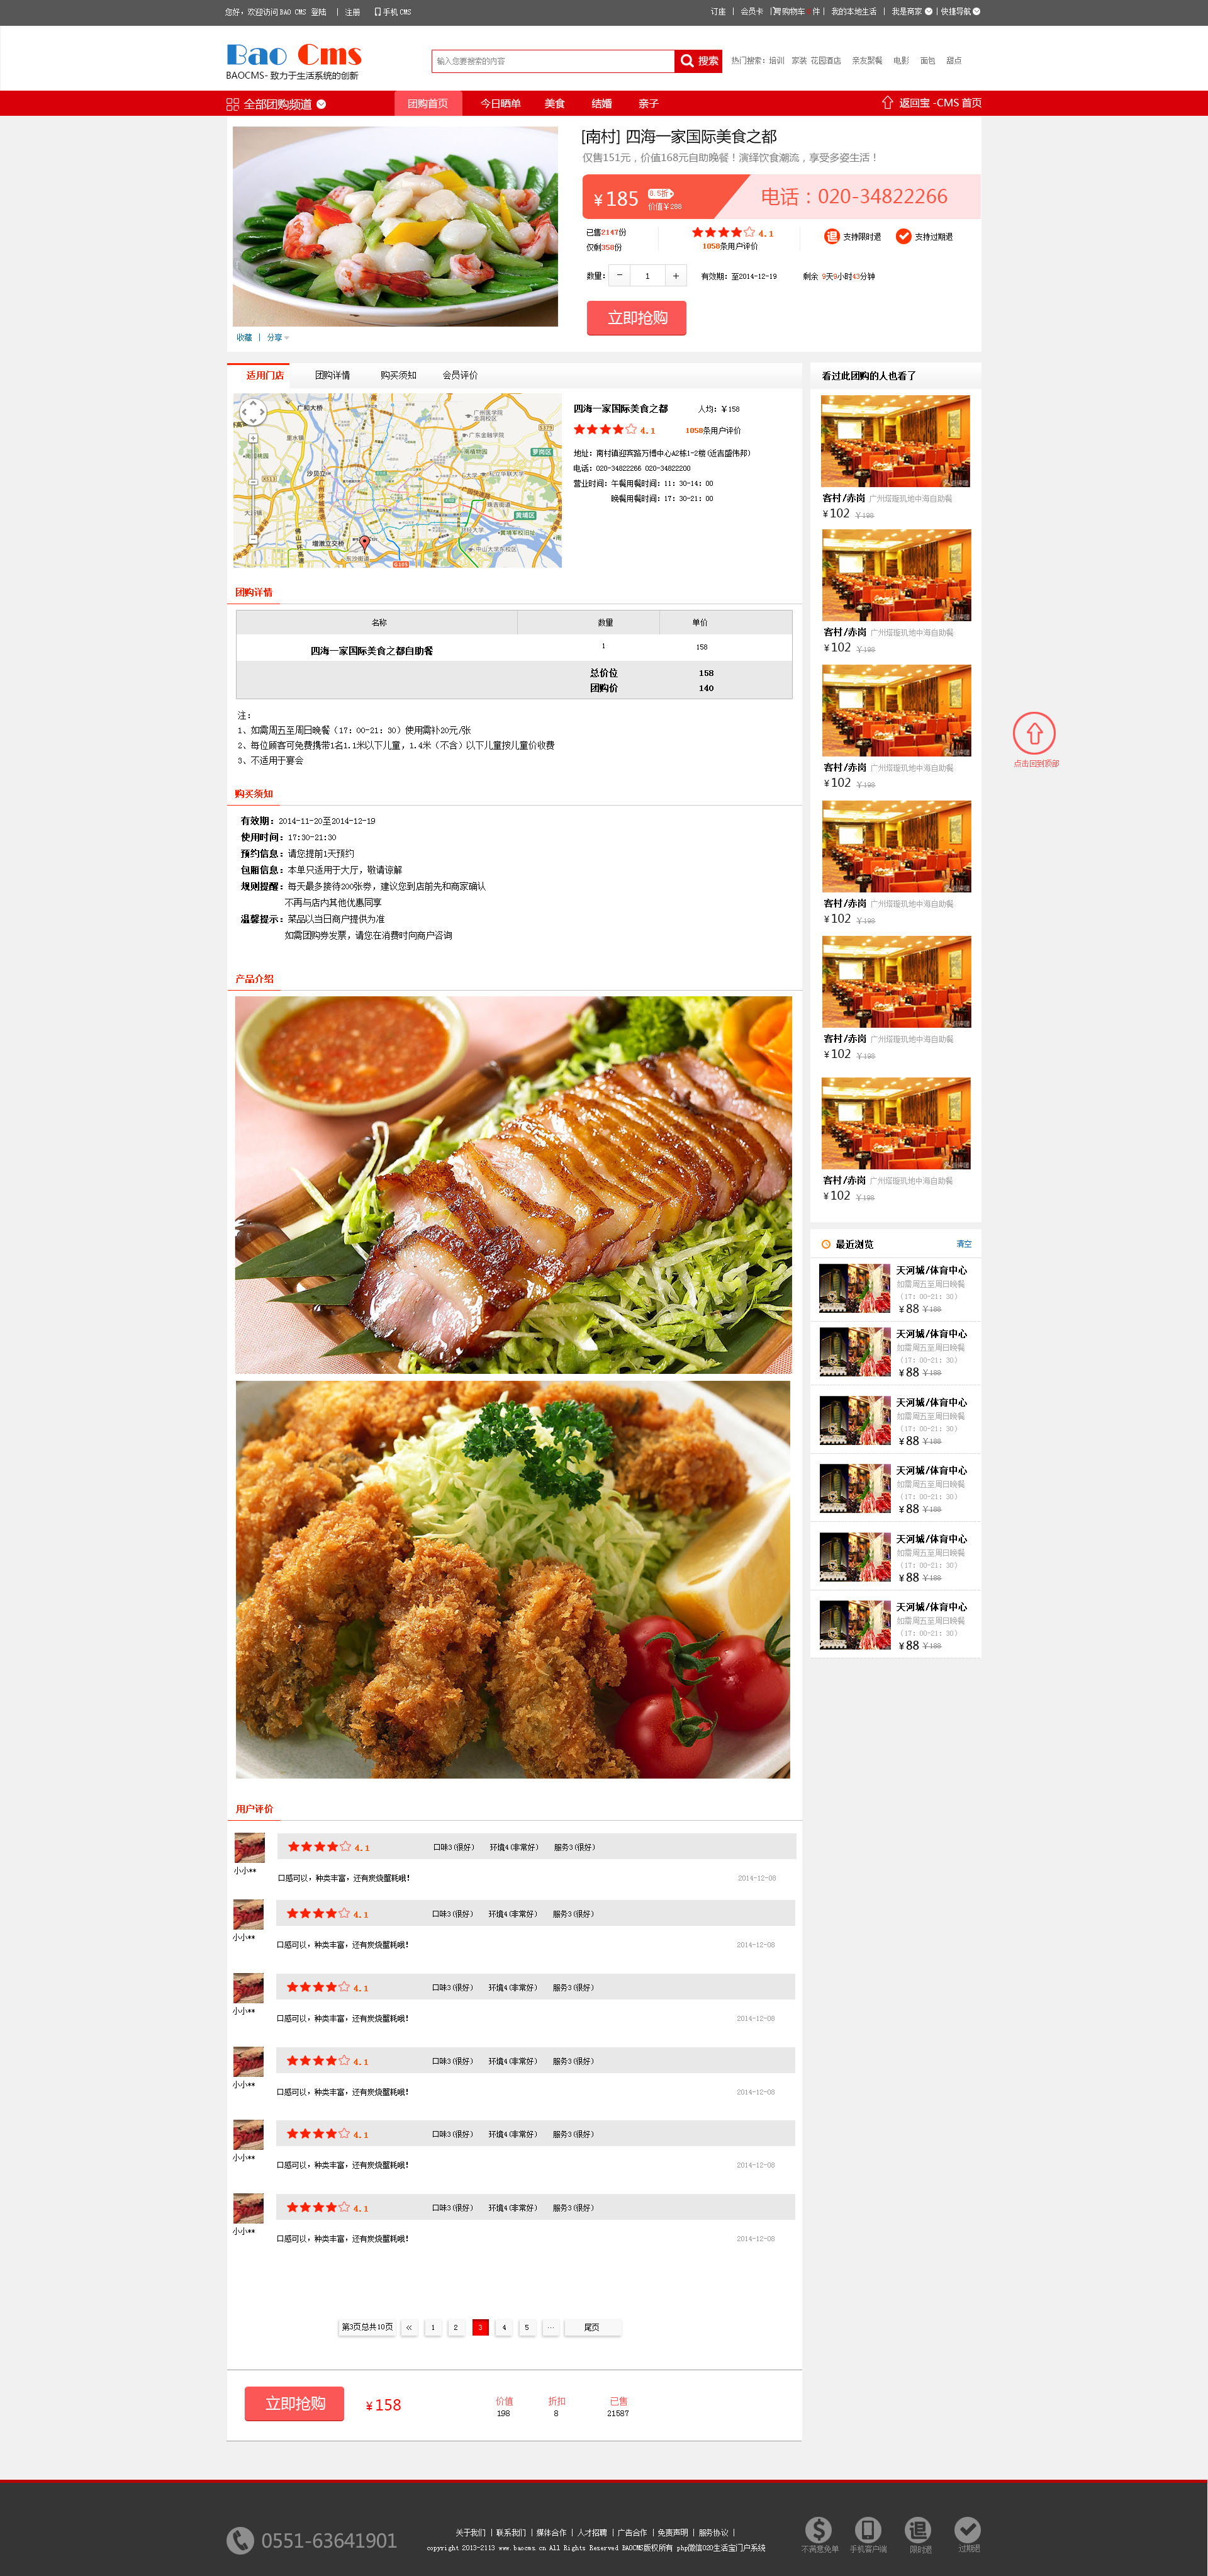 您好，欢迎访问BAO CMS 登陆 | 注册 手机CMS
订座 | 会员卡 | 购物车 件 | 我的本地生活 | 我是商家 | 快捷导航
Bao Cms
BAOCMS- 致力于生活系统的创新
输入您要搜索的内容
搜索
热门搜索: 培训 家装 花园酒店 亲友聚餐 电影 面包 甜点
全部团购频道 团购首页 今日晒单 美食 结婚 亲子 返回宝 -CMS 首页
[南村] 四海一家国际美食之都
仅售151元，价值168元自助晚餐！演绎饮食潮流，享受多姿生活！
¥185 8.5折
价值¥288
电话：020-34822266
已售2147份
仅剩358份
4.1
1058条用户评价
退 支持限时退 支持过期退
数量: − 1 + 有效期: 至2014-12-19 剩余 9天9小时43分钟
立即抢购
收藏 | 分享
适用门店 团购详情 购买须知 会员评价
四海一家国际美食之都 人均: ¥158
4.1 1058条用户评价
地址: 南村镇迎宾路万博中心A2栋1-2楼(近吉盛伟邦)
电话: 020-34822266 020-34822200
营业时间: 午餐用餐时间: 11: 30-14: 00
晚餐用餐时间: 17: 30-21: 00
团购详情
名称 数量 单价
四海一家国际美食之都自助餐 1 158
总价位 158
团购价 140
注:
1、如需周五至周日晚餐（17: 00-21: 30）使用需补20元/张
2、每位顾客可免费携带1名1.1米以下儿童, 1.4米（不含）以下儿童按儿童价收费
3、不适用于宴会
购买须知
有效期: 2014-11-20至2014-12-19
使用时间: 17:30-21:30
预约信息: 请您提前1天预约
包厢信息: 本单只适用于大厅, 敬请谅解
规则提醒: 每天最多接待200张劵, 建议您到店前先和商家确认
不再与店内其他优惠同享
温馨提示: 菜品以当日商户提供为准
如需团购劵发票, 请您在消费时向商户咨询
产品介绍
用户评价
4.1 口味3(很好) 环境4(非常好) 服务3(很好)
小小**
口感可以, 种类丰富, 还有炭烧蟹耗哦! 2014-12-08
4.1 口味3(很好) 环境4(非常好) 服务3(很好)
小小**
口感可以, 种类丰富, 还有炭烧蟹耗哦! 2014-12-08
4.1 口味3(很好) 环境4(非常好) 服务3(很好)
小小**
口感可以, 种类丰富, 还有炭烧蟹耗哦! 2014-12-08
4.1 口味3(很好) 环境4(非常好) 服务3(很好)
小小**
口感可以, 种类丰富, 还有炭烧蟹耗哦! 2014-12-08
4.1 口味3(很好) 环境4(非常好) 服务3(很好)
小小**
口感可以, 种类丰富, 还有炭烧蟹耗哦! 2014-12-08
4.1 口味3(很好) 环境4(非常好) 服务3(很好)
小小**
口感可以, 种类丰富, 还有炭烧蟹耗哦! 2014-12-08
第3页总共10页 « 1 2 3 4 5 ... 尾页
立即抢购 ¥158
价值 折扣 已售
198 8 21587
看过此团购的人也看了
客村/赤岗 广州塔璇玑地中海自助餐
¥102 ¥198
客村/赤岗 广州塔璇玑地中海自助餐
¥102 ¥198
客村/赤岗 广州塔璇玑地中海自助餐
¥102 ¥198
客村/赤岗 广州塔璇玑地中海自助餐
¥102 ¥198
客村/赤岗 广州塔璇玑地中海自助餐
¥102 ¥198
客村/赤岗 广州塔璇玑地中海自助餐
¥102 ¥198
最近浏览 清空
天河城/体育中心
如需周五至周日晚餐
（17: 00-21: 30）
¥88 ¥188
天河城/体育中心
如需周五至周日晚餐
（17: 00-21: 30）
¥88 ¥188
天河城/体育中心
如需周五至周日晚餐
（17: 00-21: 30）
¥88 ¥188
天河城/体育中心
如需周五至周日晚餐
（17: 00-21: 30）
¥88 ¥188
天河城/体育中心
如需周五至周日晚餐
（17: 00-21: 30）
¥88 ¥188
天河城/体育中心
如需周五至周日晚餐
（17: 00-21: 30）
¥88 ¥188
点击回到顶部
0551-63641901
关于我们 | 联系我们 | 媒体合作 | 人才招聘 | 广告合作 | 免责声明 | 服务协议 |
copyright 2013-2113 www.baocms.cn All Rights Reserved BAOCMS版权所有 php微信O2O生活宝门户系统
不满意免单 手机客户端 限时退 过期退